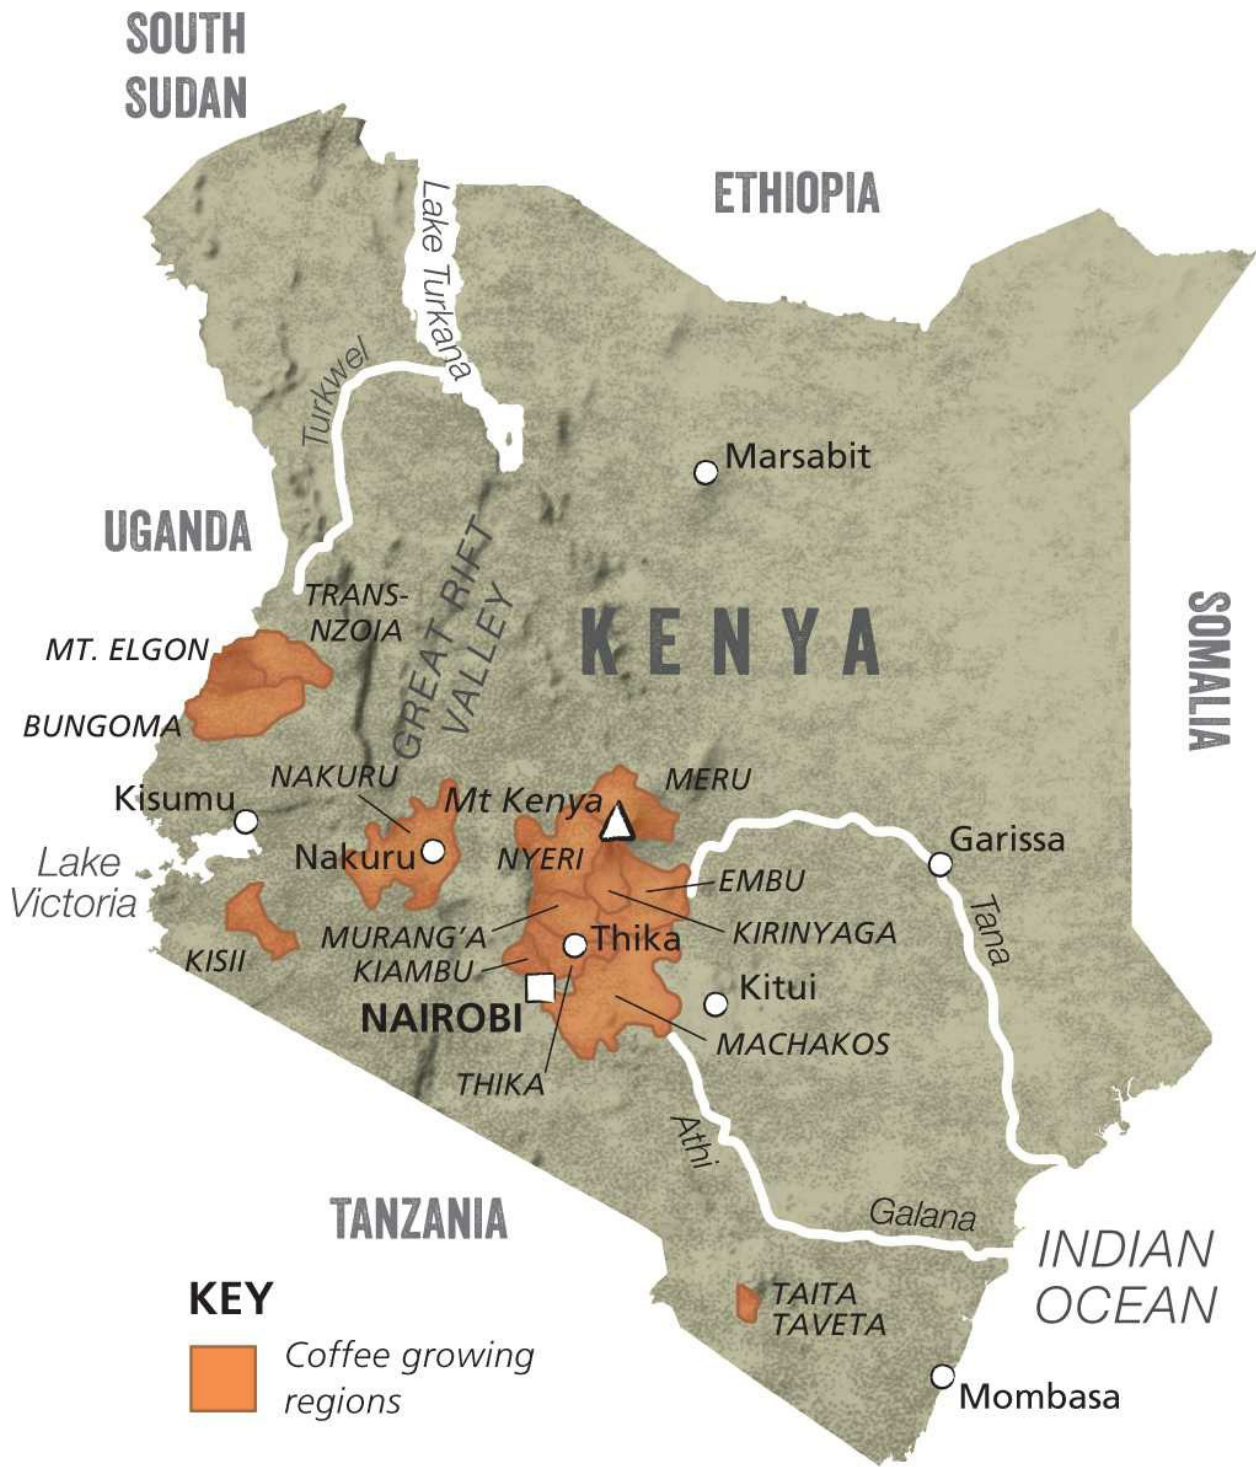 SOUTH
SUDAN
ETHIOPIA
Lake Turkana
Turkwel
Marsabit
UGANDA
GREAT RIFT
VALLEY
TRANS-
NZOIA
KENYA
SOMALIA
MT. ELGON
BUNGOMA
NAKURU
MERU
Kisumu
Mt Kenya
Garissa
Lake
Victoria
Nakuru
NYERI
EMBU
Tana
MURANG'A
Thika
KIRINYAGA
KISII
KIAMBU
Kitui
NAIROBI
MACHAKOS
THIKA
Athi
TANZANIA
Galana
INDIAN
OCEAN
KEY
TAITA
TAVETA
Coffee growing
regions
Mombasa